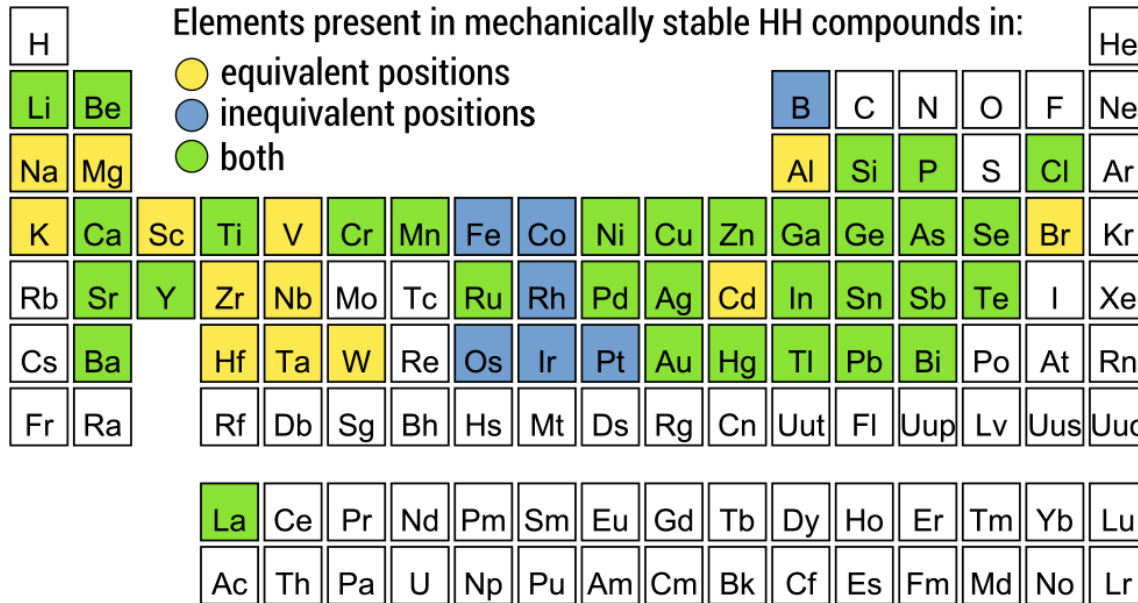 Elements present in mechanically stable HH compounds in:
H He
equivalent positions
Li Be inequivalent positions B C N O F Ne
both
Na Mg Al Si P S Cl Ar
K Ca Sc Ti V Cr Mn Fe Co Ni Cu Zn Ga Ge As Se Br Kr
Rb Sr Y Zr Nb Mo Tc Ru Rh Pd Ag Cd In Sn Sb Te I Xe
Cs Ba Hf Ta W Re Os Ir Pt Au Hg Tl Pb Bi Po At Rn
Fr Ra Rf Db Sg Bh Hs Mt Ds Rg Cn Uut Fl Uup Lv Uus Uuo
La Ce Pr Nd Pm Sm Eu Gd Tb Dy Ho Er Tm Yb Lu
Ac Th Pa U Np Pu Am Cm Bk Cf Es Fm Md No Lr